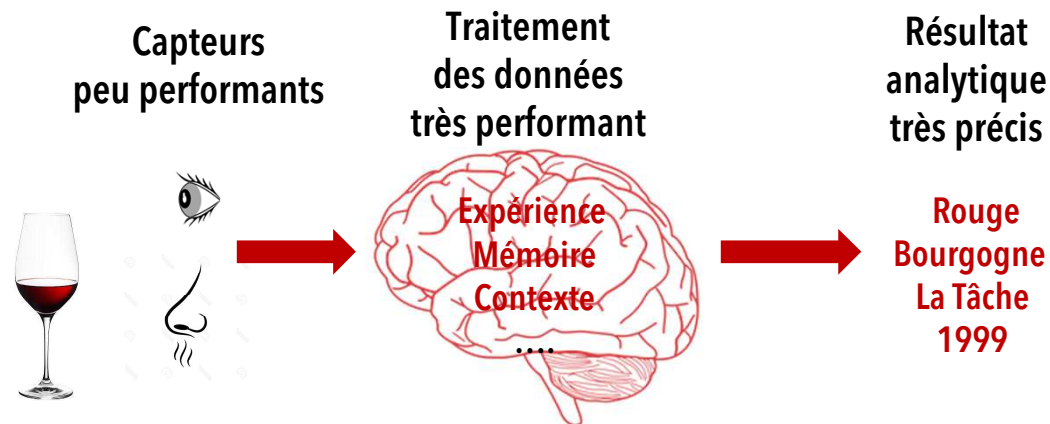 Capteurs
peu performants
Traitement
des données
très performant
Expérience
Mémoire
Contexte
....
Résultat
analytique
très précis
Rouge
Bourgogne
La Tâche
1999